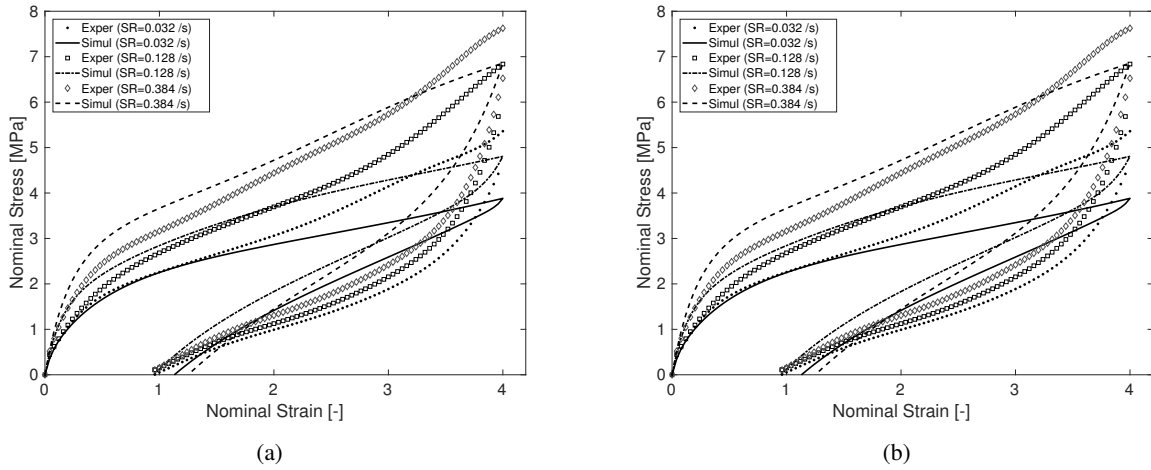 8
7
6
5
4
3
2
1
0
Nominal Stress [MPa]
Exper (SR=0.032 /s)
Simul (SR=0.032 /s)
Exper (SR=0.128 /s)
Simul (SR=0.128 /s)
Exper (SR=0.384 /s)
Simul (SR=0.384 /s)
0 1 2 3 4
Nominal Strain [-]
(a)
8
7
6
5
4
3
2
1
0
Nominal Stress [MPa]
Exper (SR=0.032 /s)
Simul (SR=0.032 /s)
Exper (SR=0.128 /s)
Simul (SR=0.128 /s)
Exper (SR=0.384 /s)
Simul (SR=0.384 /s)
0 1 2 3 4
Nominal Strain [-]
(b)